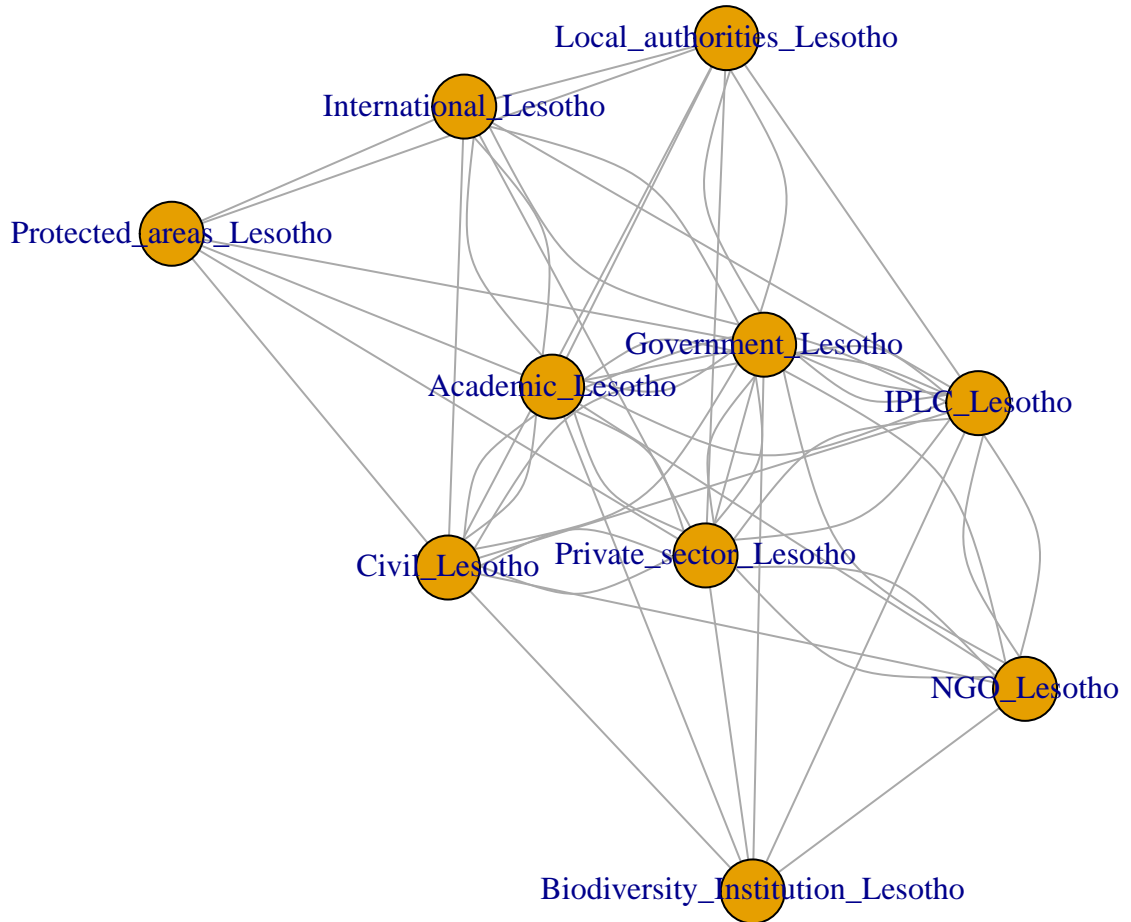 Local_authorities_Lesotho
International_Lesotho
Protected_areas_Lesotho
Government_Lesotho
Academic_Lesotho
IPLC_Lesotho
Private_sector_Lesotho
Civil_Lesotho
NGO_Lesotho
Biodiversity_Institution_Lesotho